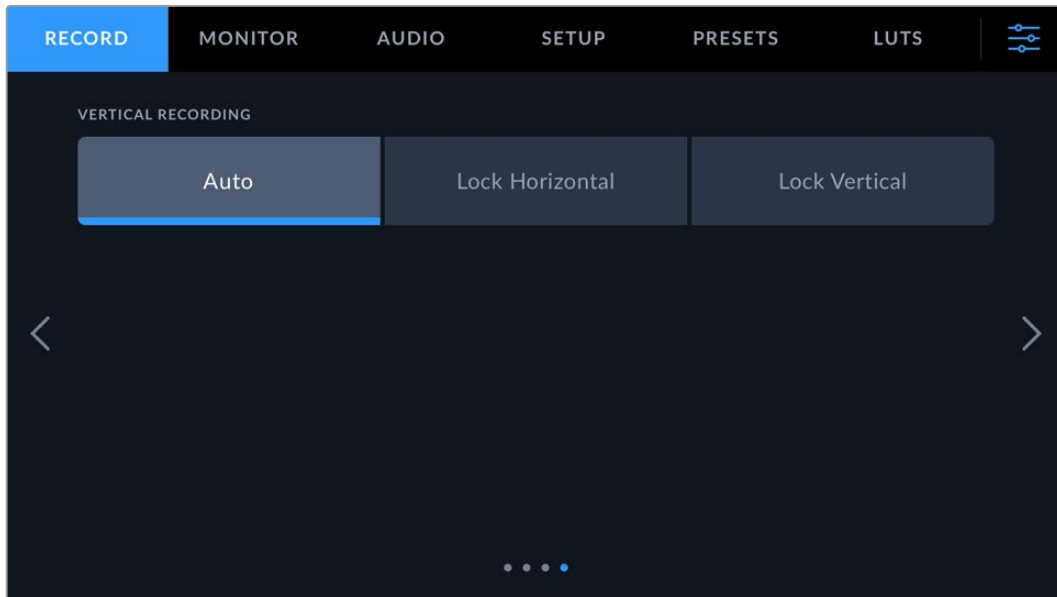 RECORD MONITOR AUDIO SETUP PRESETS LUTS
VERTICAL RECORDING
Auto Lock Horizontal Lock Vertical